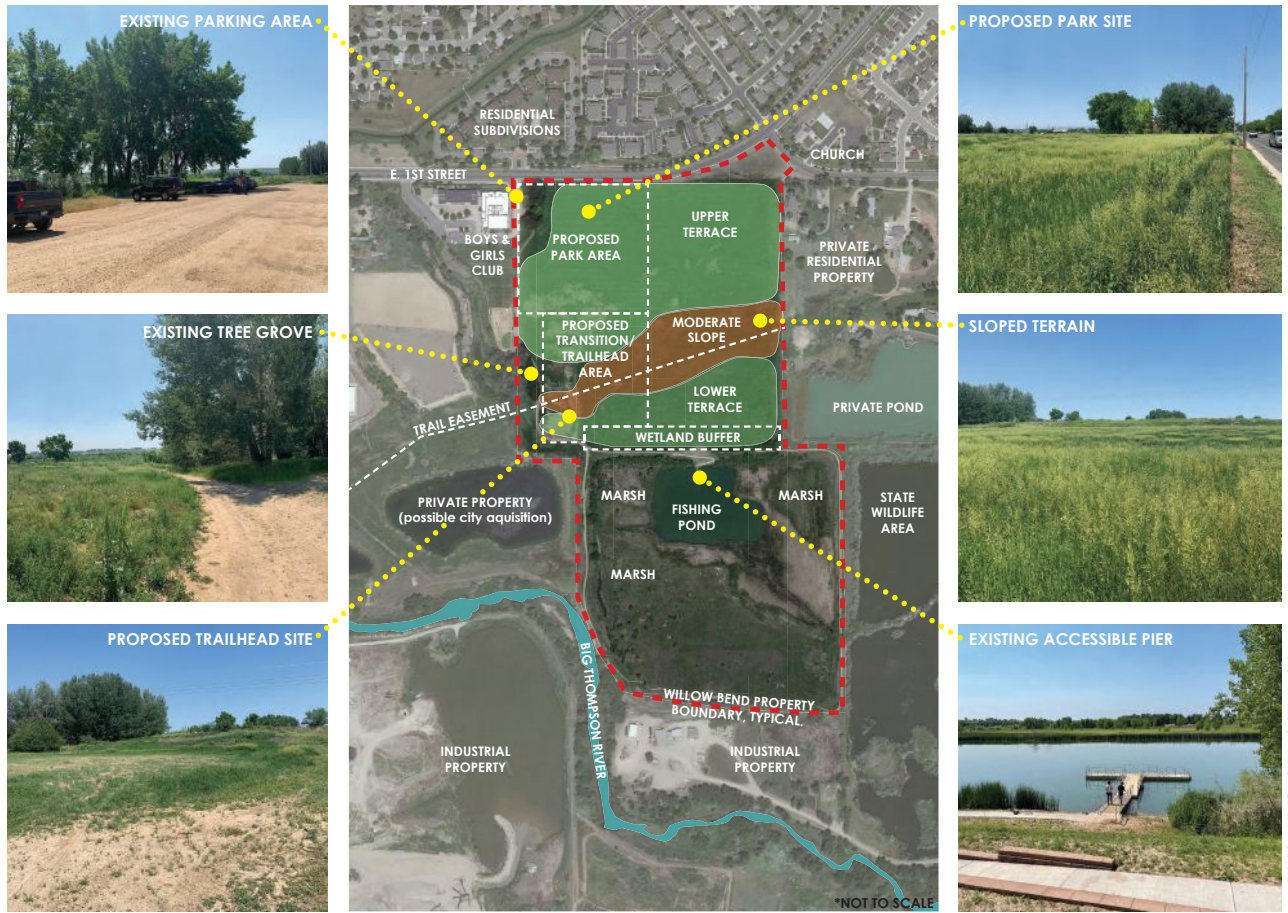 EXISTING PARKING AREA
PROPOSED PARK SITE
RESIDENTIAL
SUBDIVISIONS
CHURCH
E. 1ST STREET
BOYS &
GIRLS
CLUB
PROPOSED
PARK AREA
UPPER
TERRACE
PRIVATE
RESIDENTIAL
PROPERTY
EXISTING TREE GROVE
PROPOSED
TRANSITION/
TRAILHEAD
AREA
MODERATE
SLOPE
SLOPED TERRAIN
TRAIL EASEMENT
LOWER
TERRACE
PRIVATE POND
WETLAND BUFFER
PRIVATE PROPERTY
(possible city aquisition)
MARSH
FISHING
POND
MARSH
STATE
WILDLIFE
AREA
MARSH
PROPOSED TRAILHEAD SITE
EXISTING ACCESSIBLE PIER
BIG THOMPSON RIVER
WILLOW BEND PROPERTY
BOUNDARY, TYPICAL.
INDUSTRIAL
PROPERTY
INDUSTRIAL
PROPERTY
*NOT TO SCALE